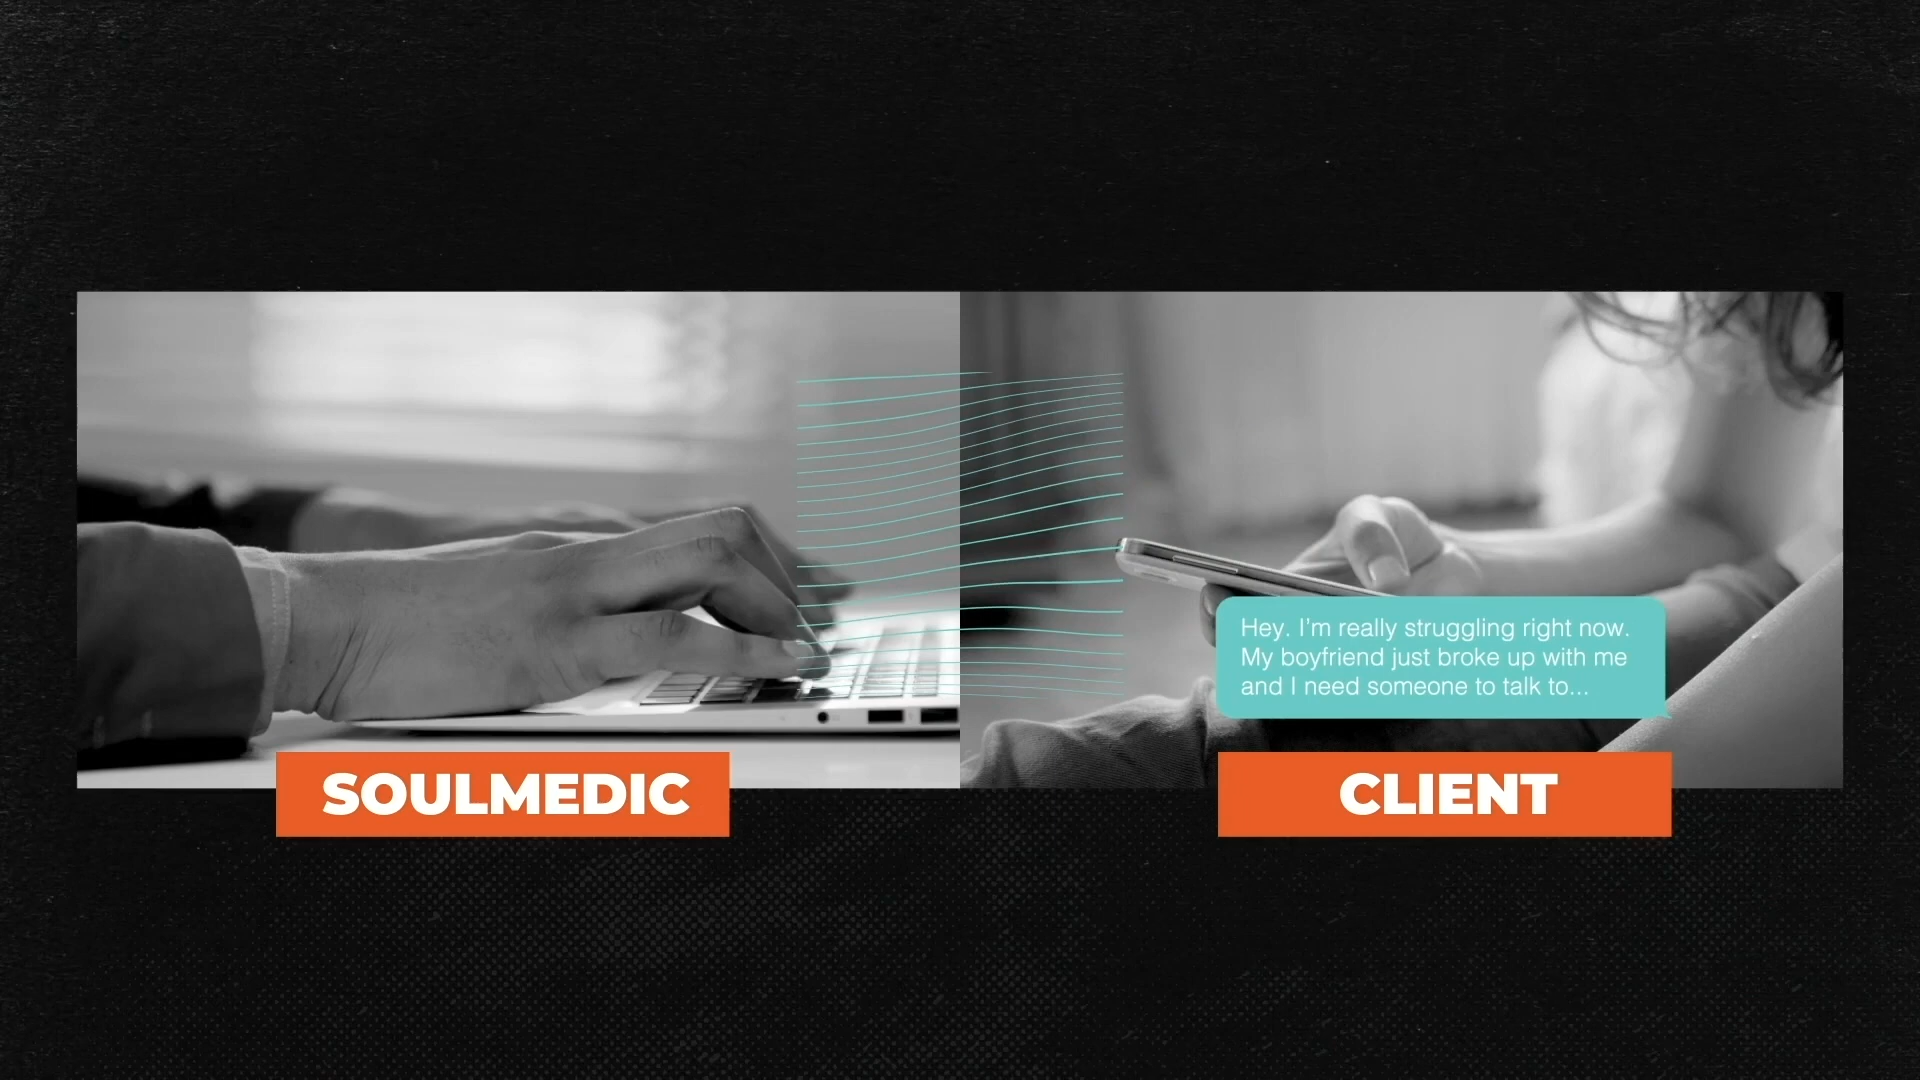 Hey. I'm really struggling right now.
My boyfriend just broke up with me
and I need someone to talk to...
SOULMEDIC
CLIENT